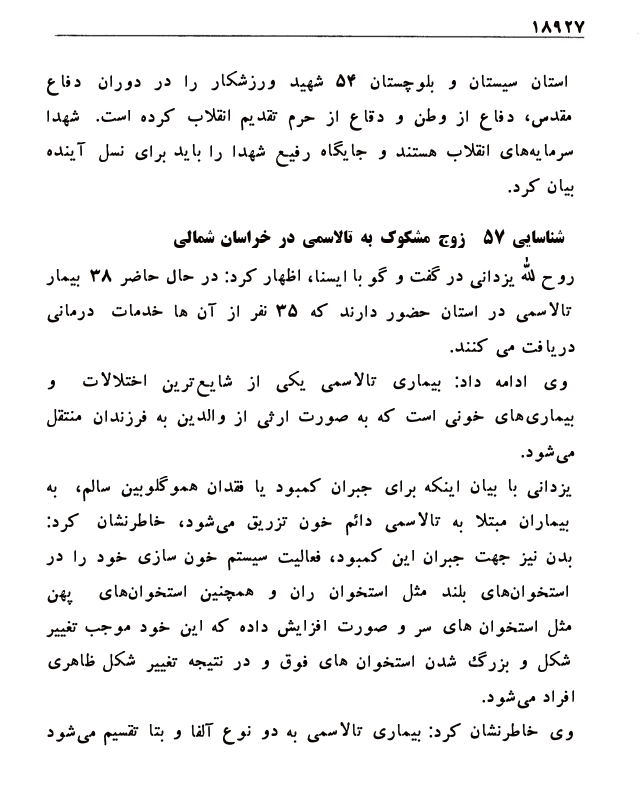 ۱۸۹۲۷
استان سیستان و بلوچستان ۵۴ شهید ورزشکار را در دوران دفاع
مقدس، دفاع از وطن و دقاع از حرم تقدیم انقلاب کرده است. شهدا
سرمایه‌های انقلاب هستند و جایگاه رفیع شهدا را باید برای نسل آینده
بیان کرد.
شناسایی ۵۷ زوج مشکوک به تالاسمی در خراسان شمالی
روح الله یزدانی در گفت و گو با ایسنا، اظهار کرد: در حال حاضر ۳۸ بیمار
تالاسمی در استان حضور دارند که ۳۵ نفر از آن ها خدمات درمانی
دریافت می کنند.
وی ادامه داد: بیماری تالاسمی یکی از شایع‌ترین اختلالات و
بیماری‌های خونی است که به صورت ارثی از والدین به فرزندان منتقل
می‌شود.
یزدانی با بیان اینکه برای جبران کمبود یا فقدان هموگلوبین سالم، به
بیماران مبتلا به تالاسمی دائم خون تزریق می‌شود، خاطرنشان کرد:
بدن نیز جهت جبران این کمبود، فعالیت سیستم خون سازی خود را در
استخوان‌های بلند مثل استخوان ران و همچنین استخوان‌های پهن
مثل استخوان های سر و صورت افزایش داده که این خود موجب تغییر
شکل و بزرگ شدن استخوان های فوق و در نتیجه تغییر شکل ظاهری
افراد می‌شود.
وی خاطرنشان کرد: بیماری تالاسمی به دو نوع آلفا و بتا تقسیم می‌شود